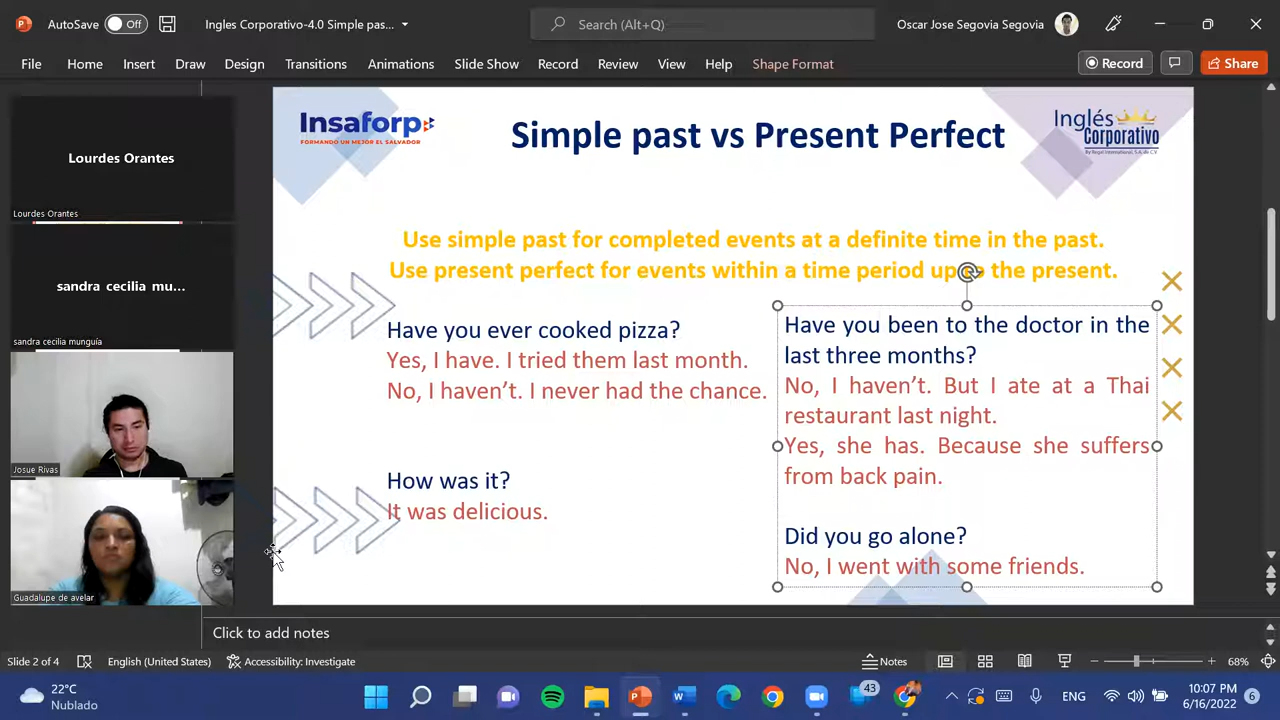 AutoSave Off Ingles Corporativo-4.0 Simple pas... Search (Alt+Q) Oscar Jose Segovia Segovia
File Home Insert Draw Design Transitions Animations Slide Show Record Review View Help Shape Format Record Share
Lourdes Orantes
Lourdes Orantes
sandra cecilia mu...
sandra cecilia munguía
Josue Rivas
Guadalupe de avelar
Insaforp
FORMANDO UN MEJOR EL SALVADOR
Simple past vs Present Perfect
Inglés
Corporativo
By Regal International, S.A. de C.V.
Use simple past for completed events at a definite time in the past.
Use present perfect for events within a time period up the present.
Have you ever cooked pizza?
Yes, I have. I tried them last month.
No, I haven't. I never had the chance.
How was it?
It was delicious.
Have you been to the doctor in the
last three months?
No, I haven't. But I ate at a Thai
restaurant last night.
Yes, she has. Because she suffers
from back pain.
Did you go alone?
No, I went with some friends.
Click to add notes
Slide 2 of 4 English (United States) Accessibility: Investigate Notes 68%
22°C
Nublado
43
ENG
10:07 PM
6/16/2022
6